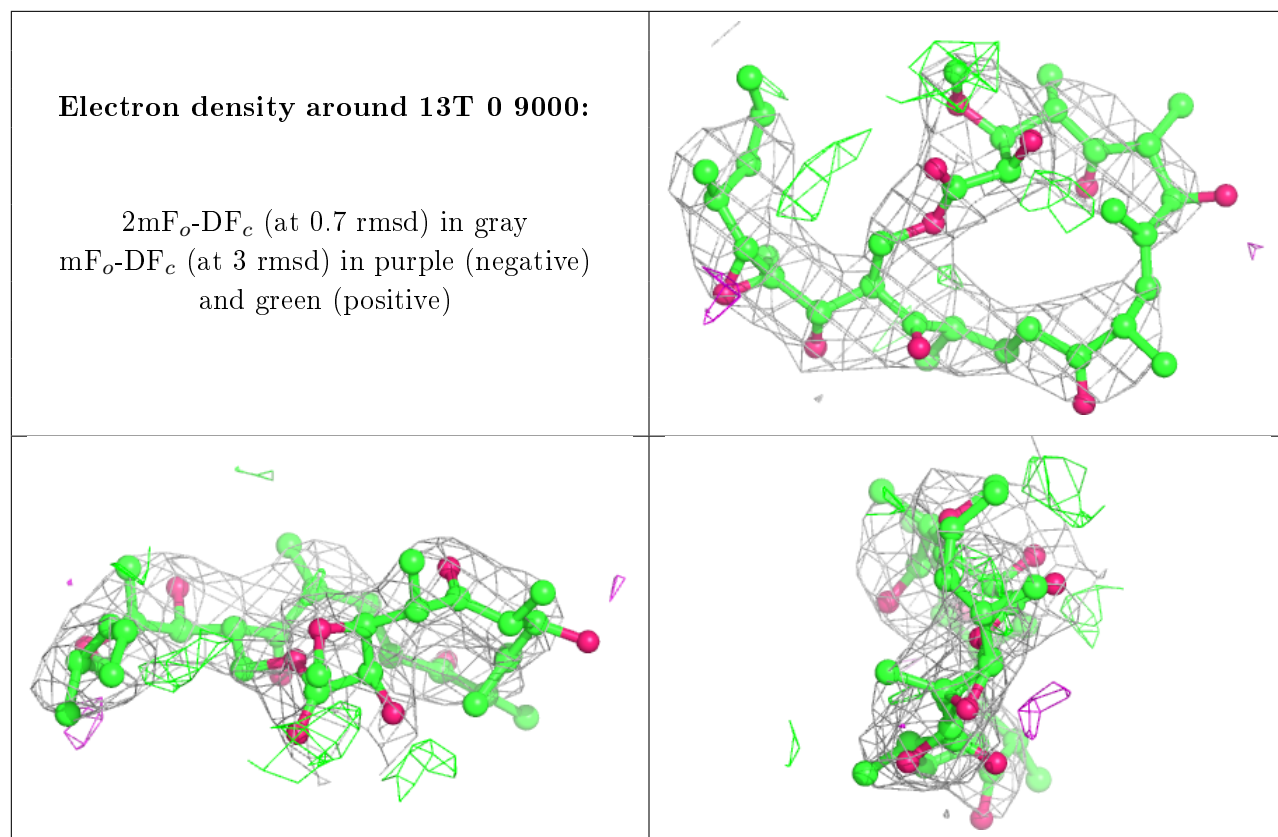 Electron density around 13T 0 9000:
2mFo-DFc (at 0.7 rmsd) in gray
mFo-DFc (at 3 rmsd) in purple (negative)
and green (positive)